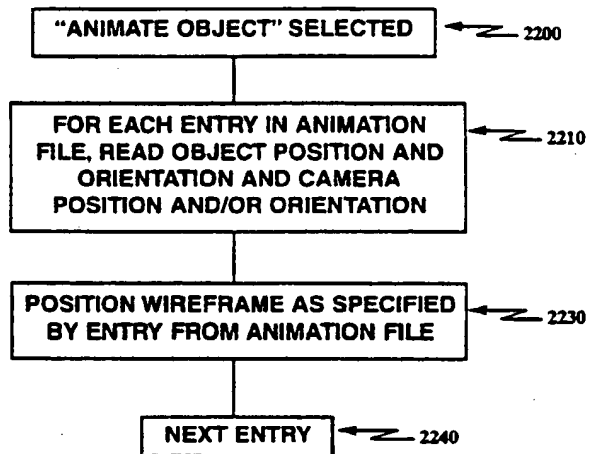 "ANIMATE OBJECT" SELECTED
2200
FOR EACH ENTRY IN ANIMATION
FILE, READ OBJECT POSITION AND
ORIENTATION AND CAMERA
POSITION AND/OR ORIENTATION
2210
POSITION WIREFRAME AS SPECIFIED
BY ENTRY FROM ANIMATION FILE
2230
NEXT ENTRY
2240